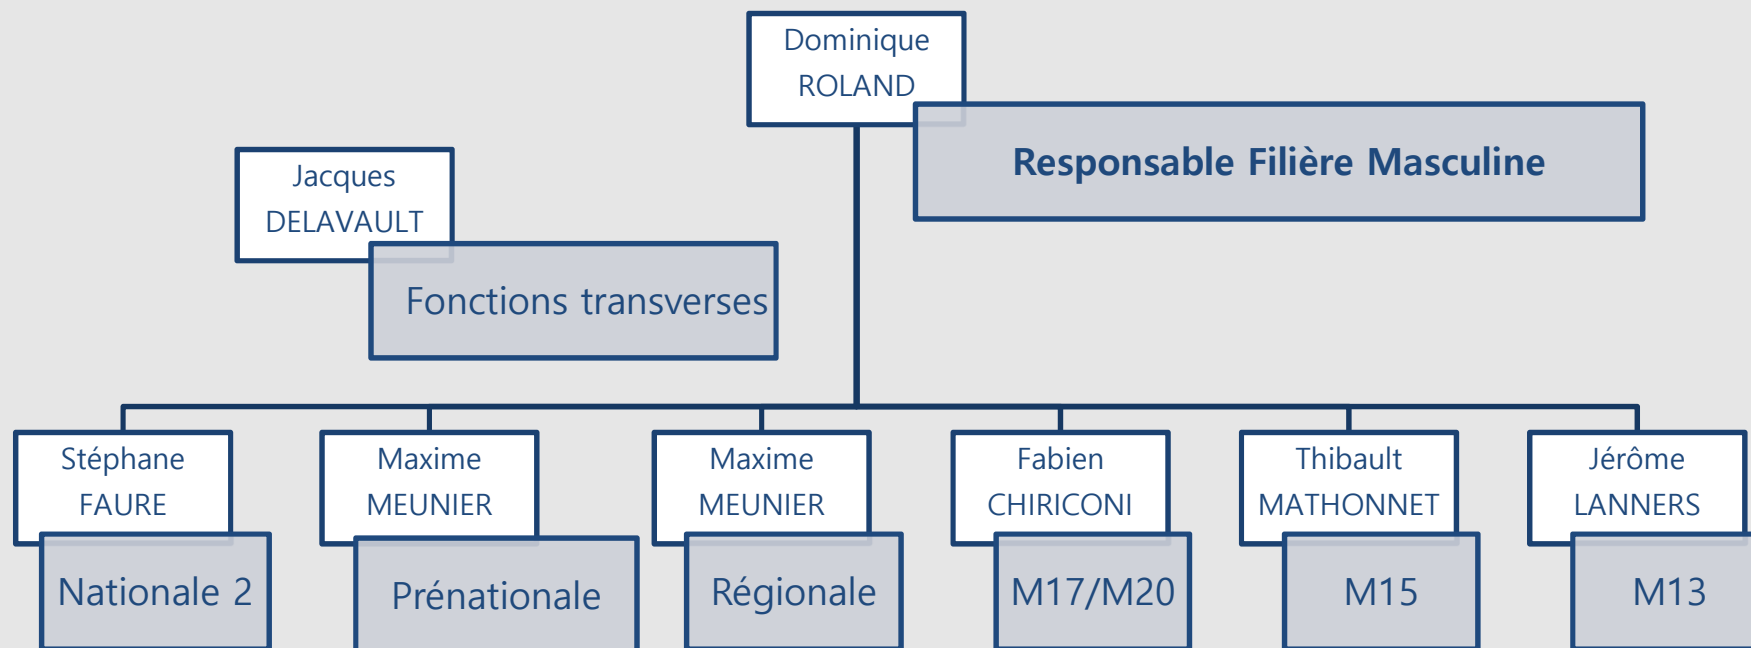 Dominique
ROLAND
Responsable Filière Masculine
Jacques
DELAVAULT
Fonctions transverses
Stéphane
FAURE
Nationale 2
Maxime
MEUNIER
Prénationale
Maxime
MEUNIER
Régionale
Fabien
CHIRICONI
M17/M20
Thibault
MATHONNET
M15
Jérôme
LANNERS
M13